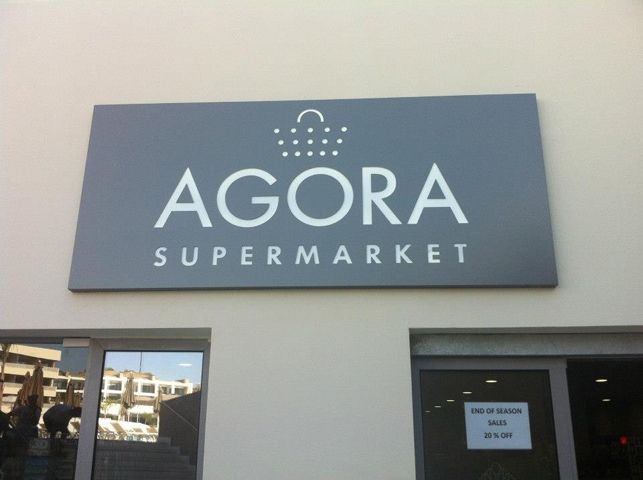 AGORA
SUPERMARKET
END OF SEASON
SALES
20 % OFF